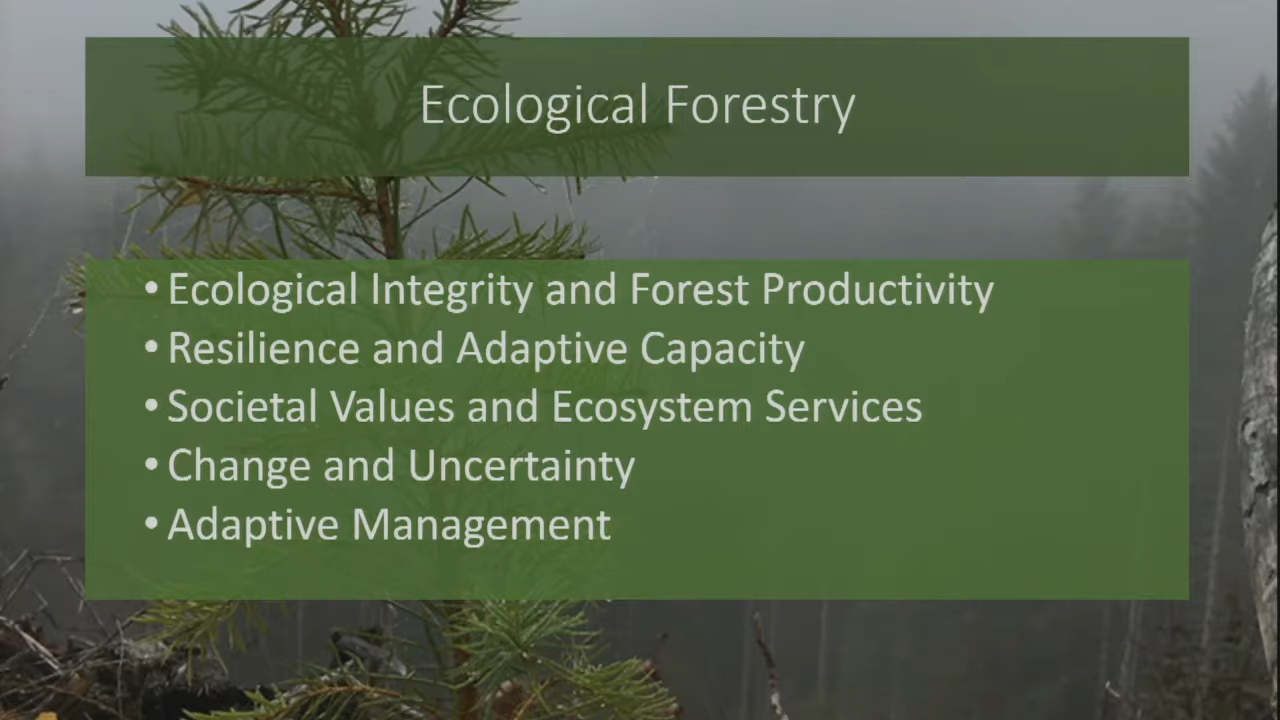 Ecological Forestry
• Ecological Integrity and Forest Productivity
• Resilience and Adaptive Capacity
• Societal Values and Ecosystem Services
• Change and Uncertainty
• Adaptive Management